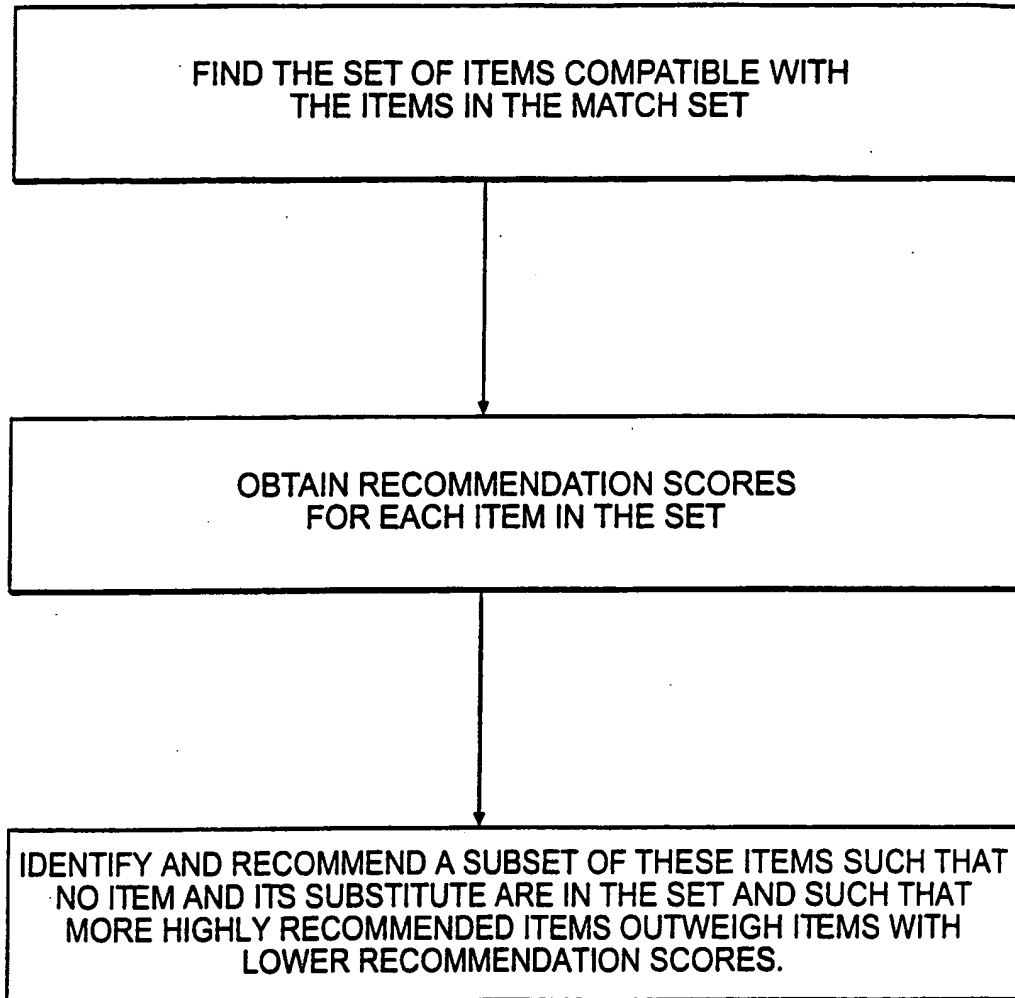 FIND THE SET OF ITEMS COMPATIBLE WITH
THE ITEMS IN THE MATCH SET
OBTAIN RECOMMENDATION SCORES
FOR EACH ITEM IN THE SET
IDENTIFY AND RECOMMEND A SUBSET OF THESE ITEMS SUCH THAT
NO ITEM AND ITS SUBSTITUTE ARE IN THE SET AND SUCH THAT
MORE HIGHLY RECOMMENDED ITEMS OUTWEIGH ITEMS WITH
LOWER RECOMMENDATION SCORES.